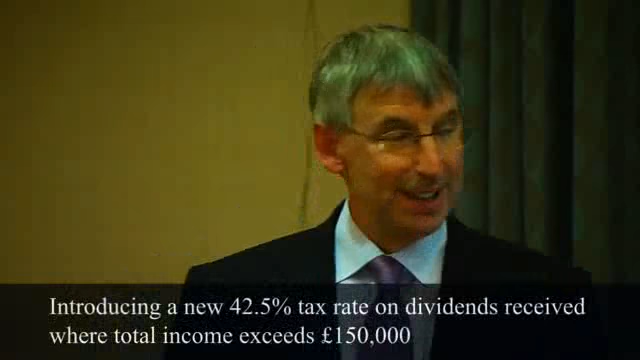 Introducing a new 42.5% tax rate on dividends received
where total income exceeds £150,000